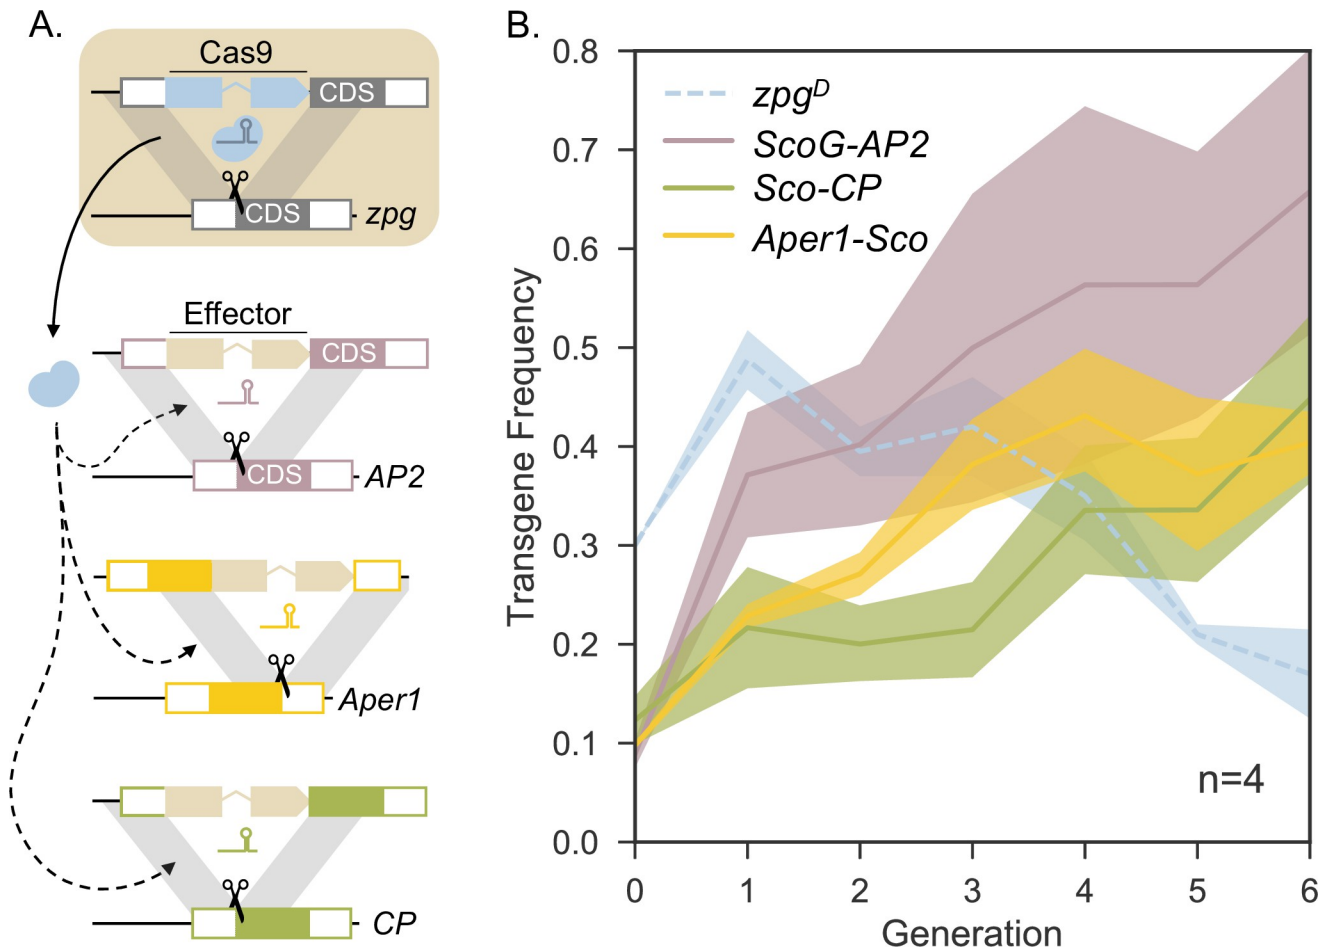 A.
Cas9
CDS
CDS
zpg
Effector
CDS
CDS
AP2
Aper1
CP
B.
Transgene Frequency
0.8
0.7
0.6
0.5
0.4
0.3
0.2
0.1
0.0
zpgD
ScoG-AP2
Sco-CP
Aper1-Sco
n=4
0 1 2 3 4 5 6
Generation